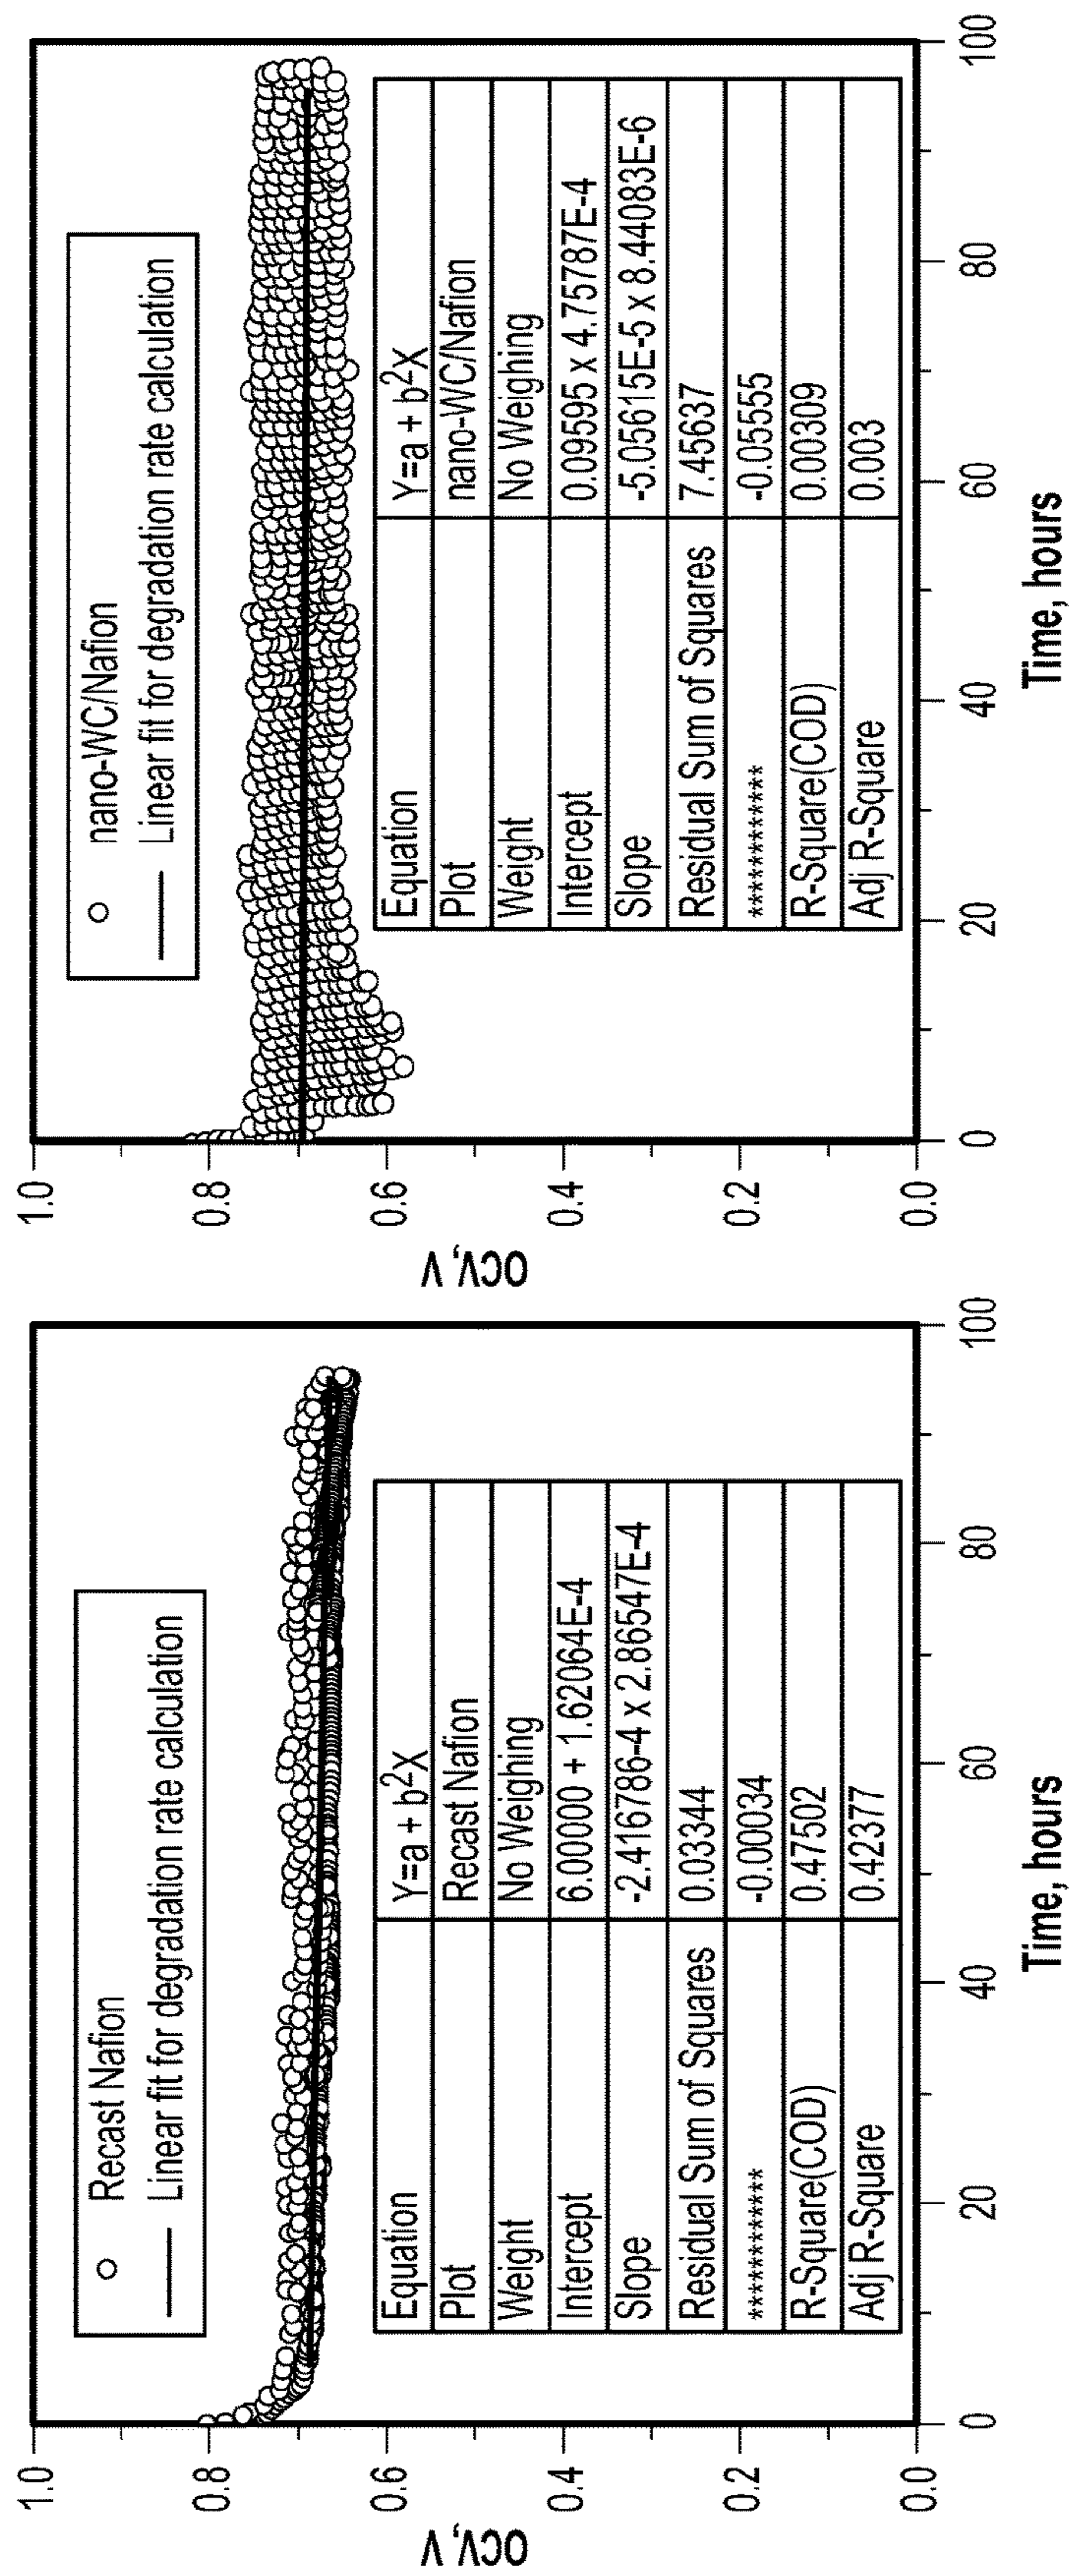 Recast Nafion
Linear fit for degradation rate calculation
OCV, V
1.0
0.8
0.6
0.4
0.2
0.0
Equation Y=a + b²X
Plot Recast Nafion
Weight No Weighing
Intercept 6.00000 + 1.62064E-4
Slope -2.416786-4 x 2.86547E-4
Residual Sum of Squares 0.03344
*********** -0.00034
R-Square(COD) 0.47502
Adj R-Square 0.42377
0 20 40 60 80 100
Time, hours
nano-WC/Nafion
Linear fit for degradation rate calculation
OCV, V
1.0
0.8
0.6
0.4
0.2
0.0
Equation Y=a + b²X
Plot nano-WC/Nafion
Weight No Weighing
Intercept 0.09595 x 4.75787E-4
Slope -5.05615E-5 x 8.44083E-6
Residual Sum of Squares 7.45637
*********** -0.05555
R-Square(COD) 0.00309
Adj R-Square 0.003
0 20 40 60 80 100
Time, hours